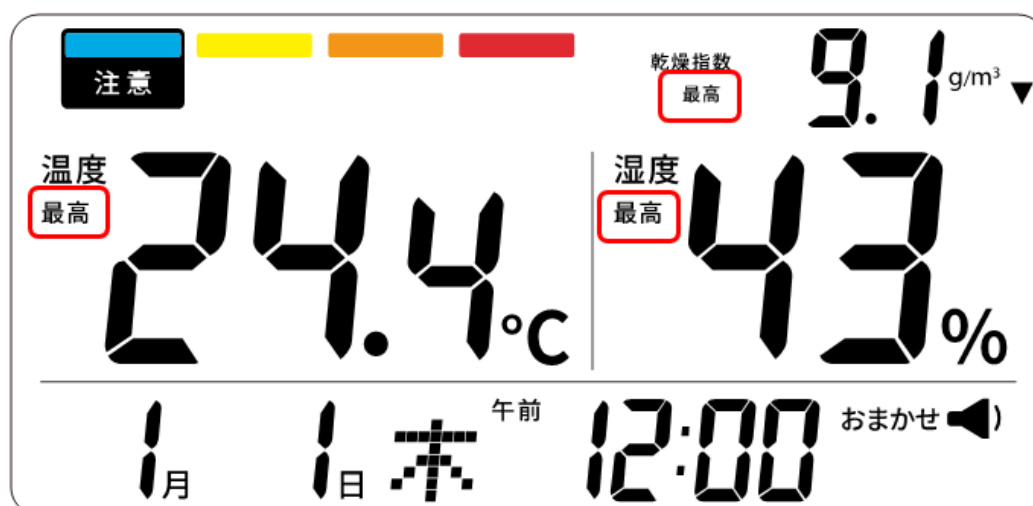 注意
乾燥指数
最高
9.1 g/m³ ▼
温度
最高
24.4 °C
湿度
最高
43 %
1月 1日 木 午前 12:00 おまかせ